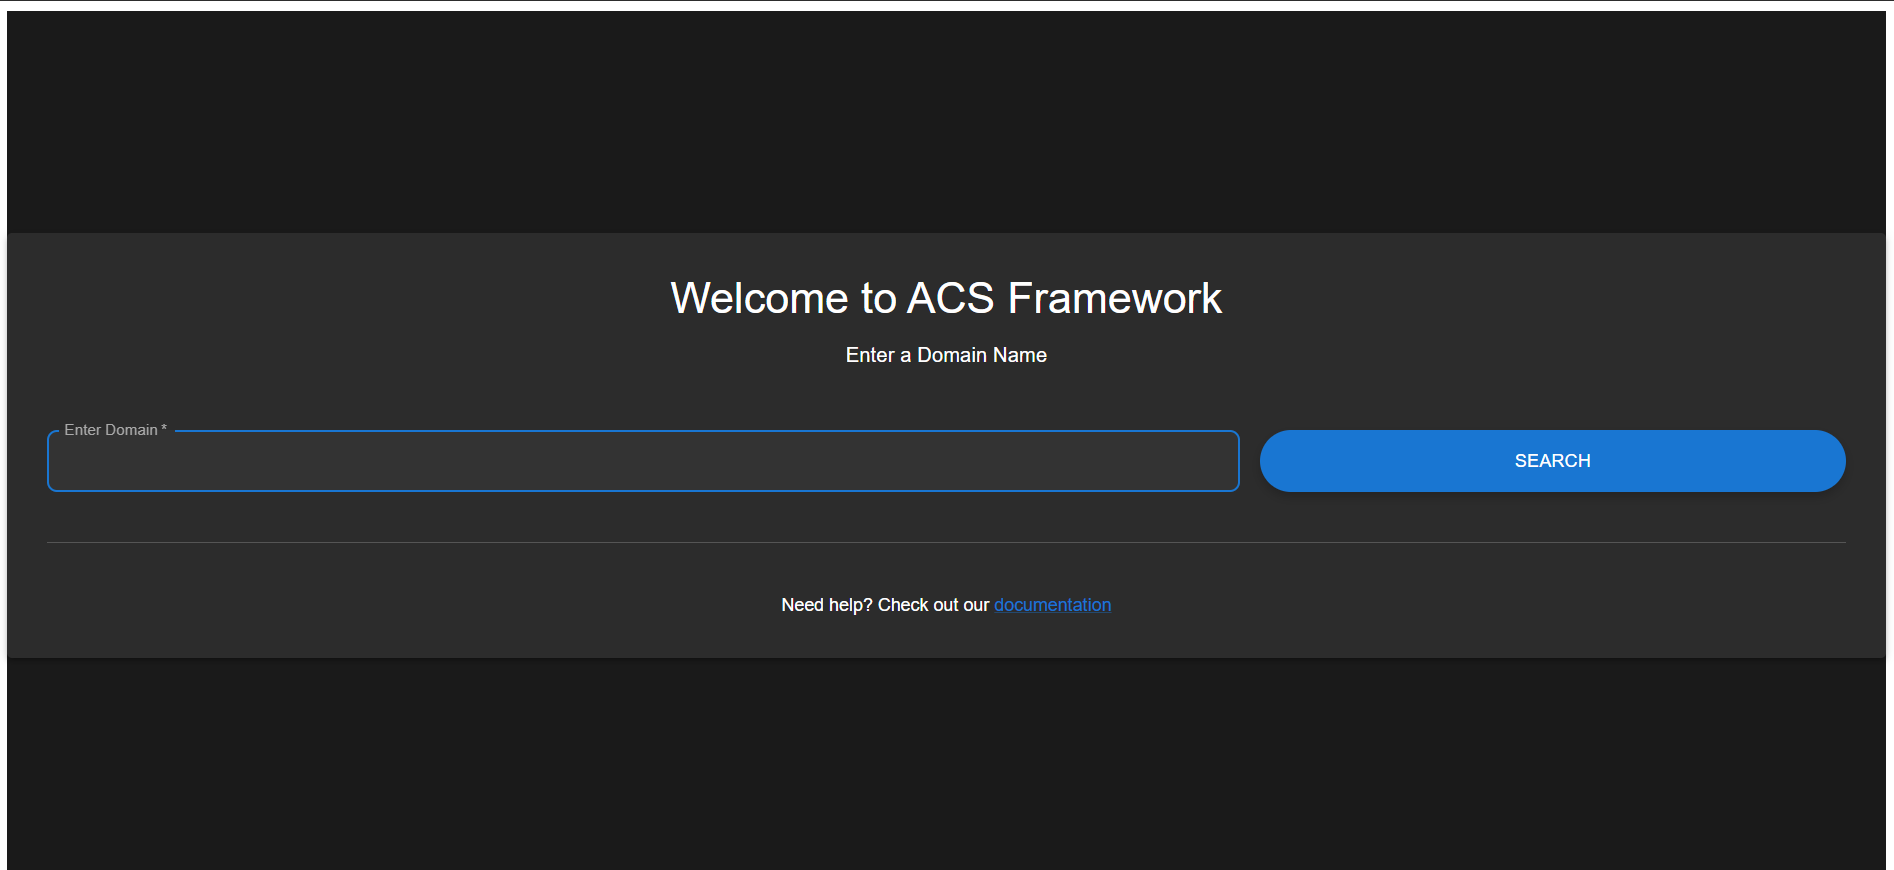 Welcome to ACS Framework
Enter a Domain Name
Enter Domain *
SEARCH
Need help? Check out our documentation